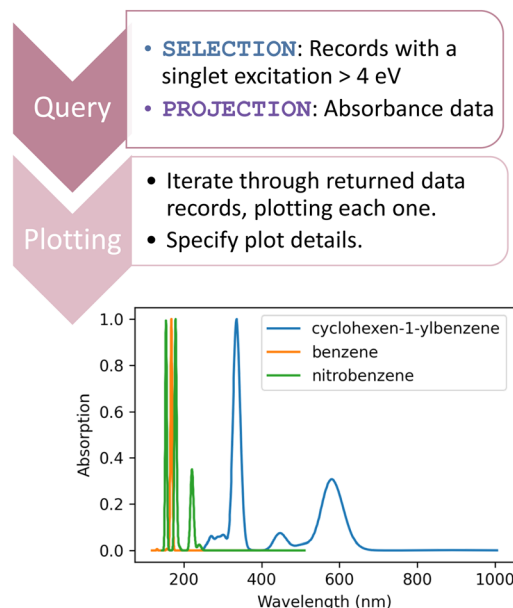 Query
• SELECTION: Records with a
singlet excitation > 4 eV
• PROJECTION: Absorbance data
Plotting
• Iterate through returned data
records, plotting each one.
• Specify plot details.
cyclohexen-1-ylbenzene
benzene
nitrobenzene
Absorption
1.0
0.8
0.6
0.4
0.2
0.0
200 400 600 800 1000
Wavelength (nm)